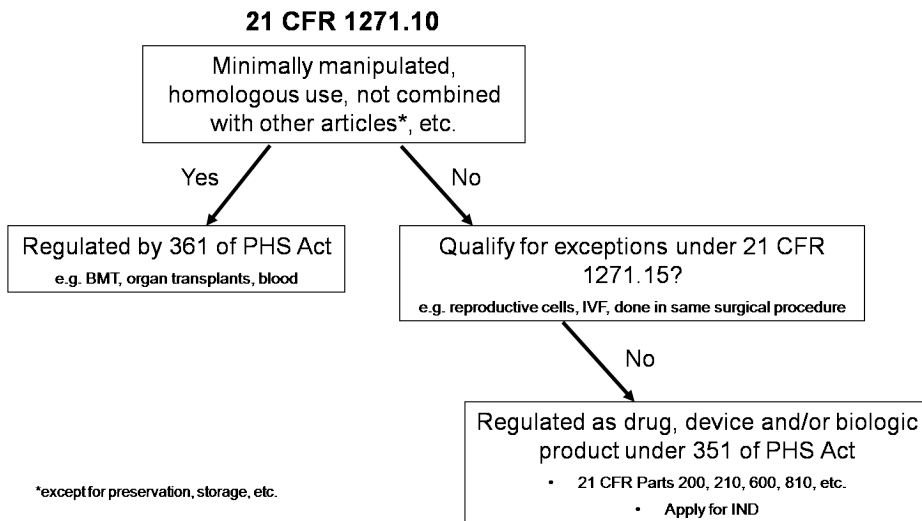 21 CFR 1271.10
Minimally manipulated,
homologous use, not combined
with other articles*, etc.
Yes
No
Regulated by 361 of PHS Act
e.g. BMT, organ transplants, blood
Qualify for exceptions under 21 CFR
1271.15?
e.g. reproductive cells, IVF, done in same surgical procedure
No
Regulated as drug, device and/or biologic
product under 351 of PHS Act
• 21 CFR Parts 200, 210, 600, 810, etc.
• Apply for IND
*except for preservation, storage, etc.